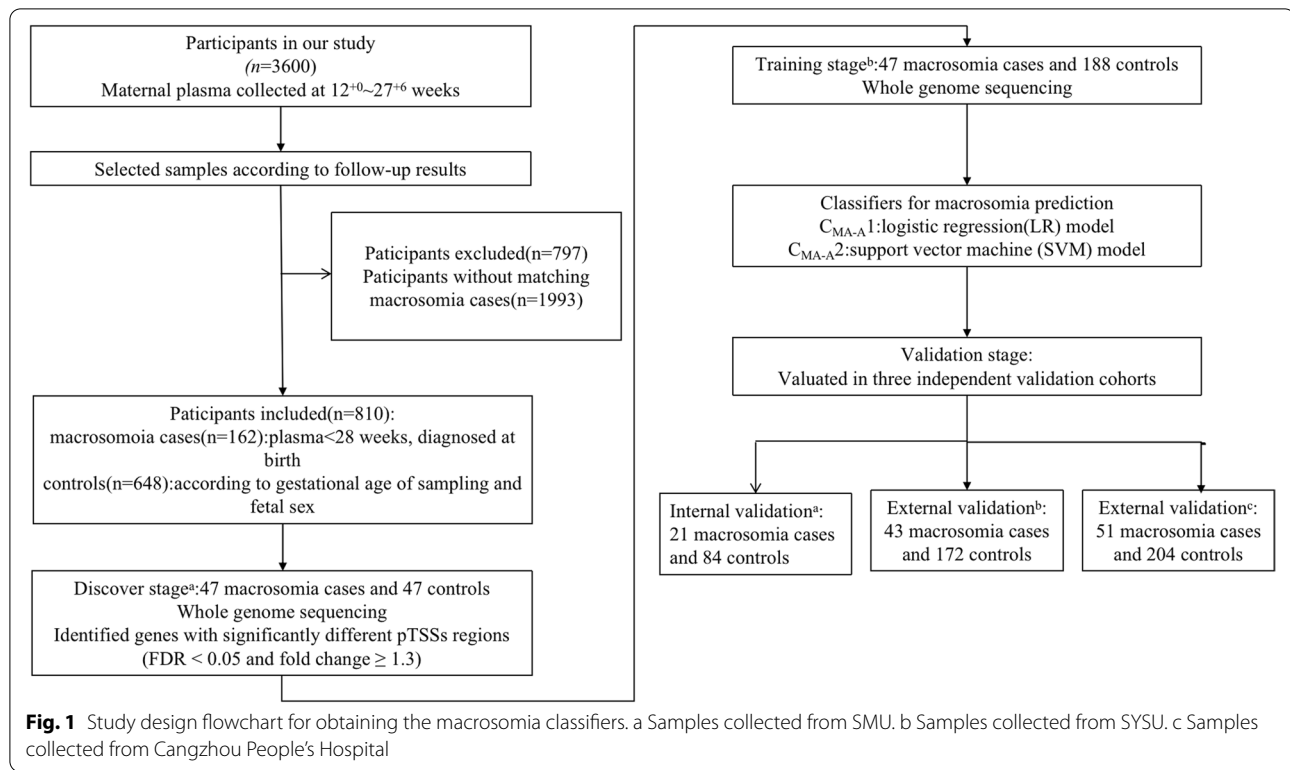 Participants in our study
(n=3600)
Maternal plasma collected at 12⁺⁰~27⁺⁶ weeks
Selected samples according to follow-up results
Paticipants excluded(n=797)
Paticipants without matching
macrosomia cases(n=1993)
Paticipants included(n=810):
macrosomoia cases(n=162):plasma<28 weeks, diagnosed at
birth
controls(n=648):according to gestational age of sampling and
fetal sex
Discover stageᵃ:47 macrosomia cases and 47 controls
Whole genome sequencing
Identified genes with significantly different pTSSs regions
(FDR < 0.05 and fold change ≥ 1.3)
Training stageᵇ:47 macrosomia cases and 188 controls
Whole genome sequencing
Classifiers for macrosomia prediction
C_MA-A1:logistic regression(LR) model
C_MA-A2:support vector machine (SVM) model
Validation stage:
Valuated in three independent validation cohorts
Internal validationᵃ:
21 macrosomia cases
and 84 controls
External validationᵇ:
43 macrosomia cases
and 172 controls
External validationᶜ:
51 macrosomia cases
and 204 controls
Fig. 1 Study design flowchart for obtaining the macrosomia classifiers. a Samples collected from SMU. b Samples collected from SYSU. c Samples
collected from Cangzhou People's Hospital